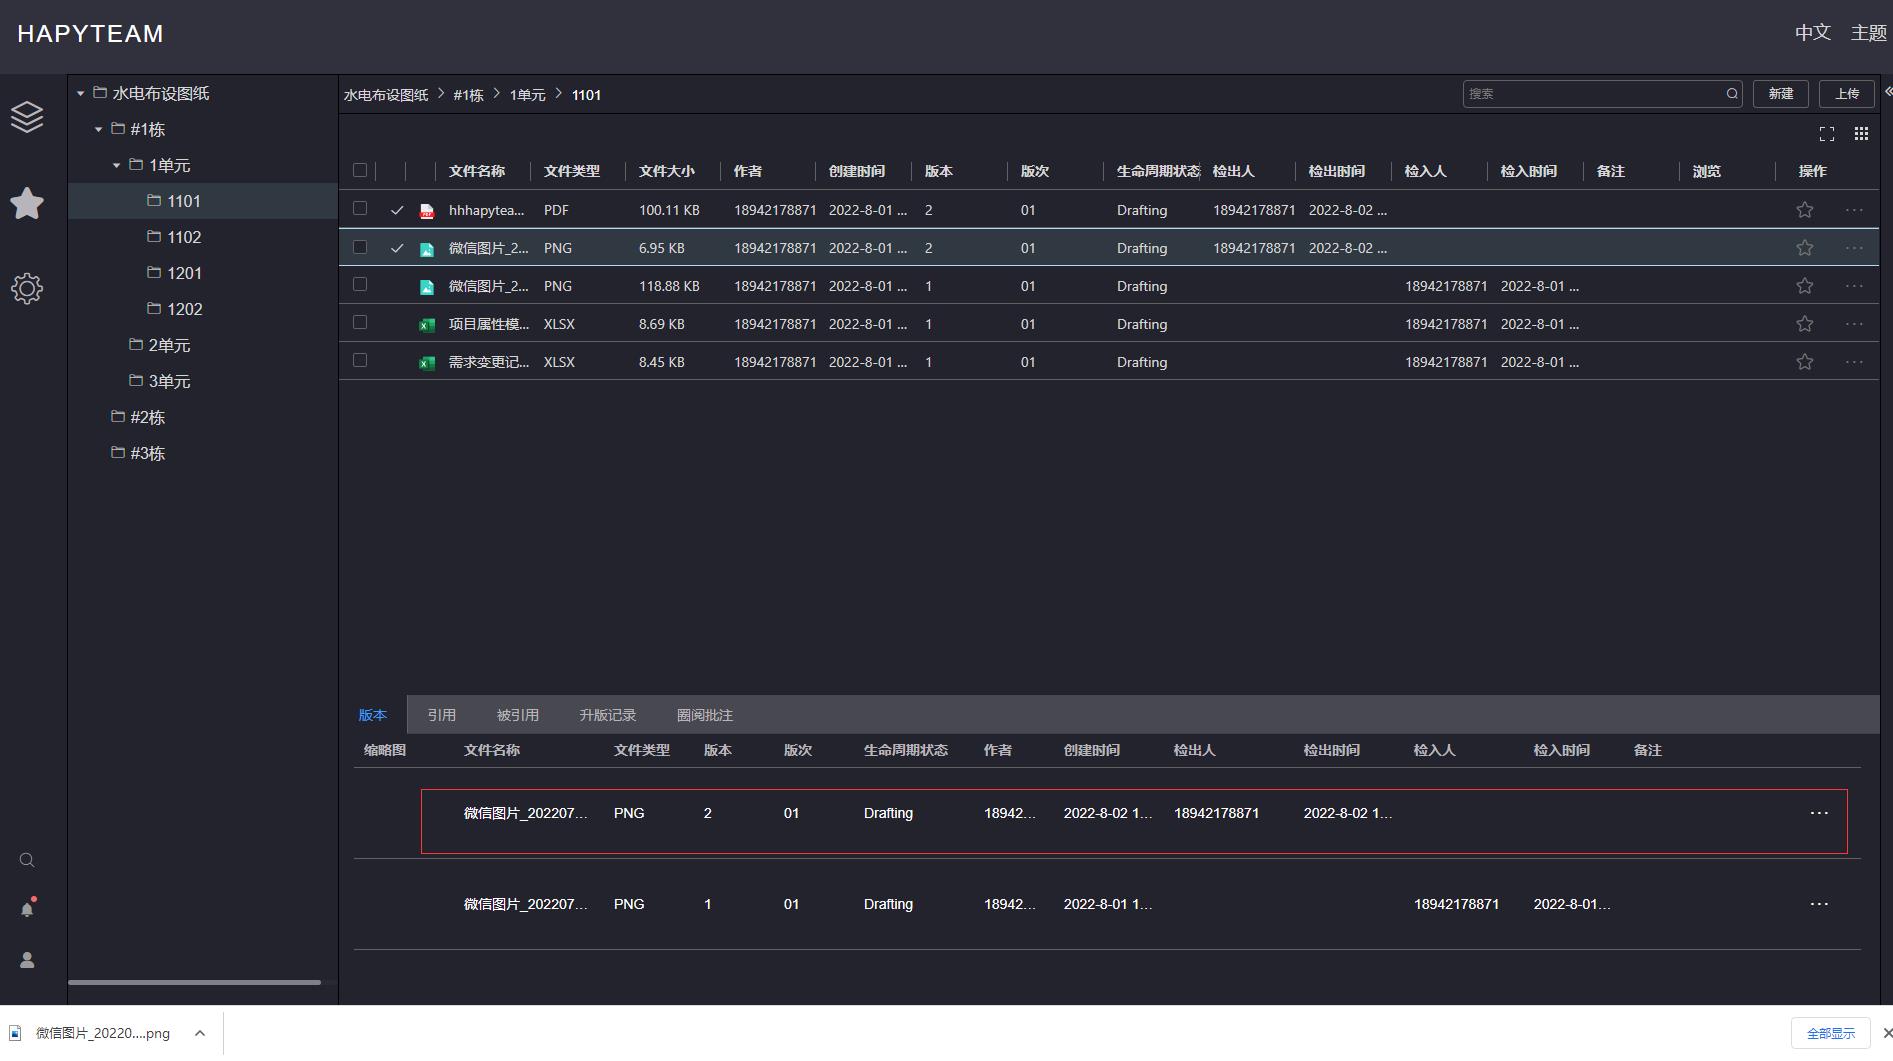 HAPYTEAM
中文 主题
水电布设图纸
#1栋
1单元
1101
1102
1201
1202
2单元
3单元
#2栋
#3栋
水电布设图纸 > #1栋 > 1单元 > 1101
搜索 新建 上传
文件名称 文件类型 文件大小 作者 创建时间 版本 版次 生命周期状态 检出人 检出时间 检入人 检入时间 备注 浏览 操作
hhhapytea... PDF 100.11 KB 18942178871 2022-8-01 ... 2 01 Drafting 18942178871 2022-8-02 ... ...
微信图片_2... PNG 6.95 KB 18942178871 2022-8-01 ... 2 01 Drafting 18942178871 2022-8-02 ... ...
微信图片_2... PNG 118.88 KB 18942178871 2022-8-01 ... 1 01 Drafting 18942178871 2022-8-01 ... ...
项目属性模... XLSX 8.69 KB 18942178871 2022-8-01 ... 1 01 Drafting 18942178871 2022-8-01 ... ...
需求变更记... XLSX 8.45 KB 18942178871 2022-8-01 ... 1 01 Drafting 18942178871 2022-8-01 ... ...
版本 引用 被引用 升版记录 圈阅批注
缩略图 文件名称 文件类型 版本 版次 生命周期状态 作者 创建时间 检出人 检出时间 检入人 检入时间 备注
微信图片_202207... PNG 2 01 Drafting 18942... 2022-8-02 1... 18942178871 2022-8-02 1... ...
微信图片_202207... PNG 1 01 Drafting 18942... 2022-8-01 1... 18942178871 2022-8-01... ...
微信图片_20220....png
全部显示